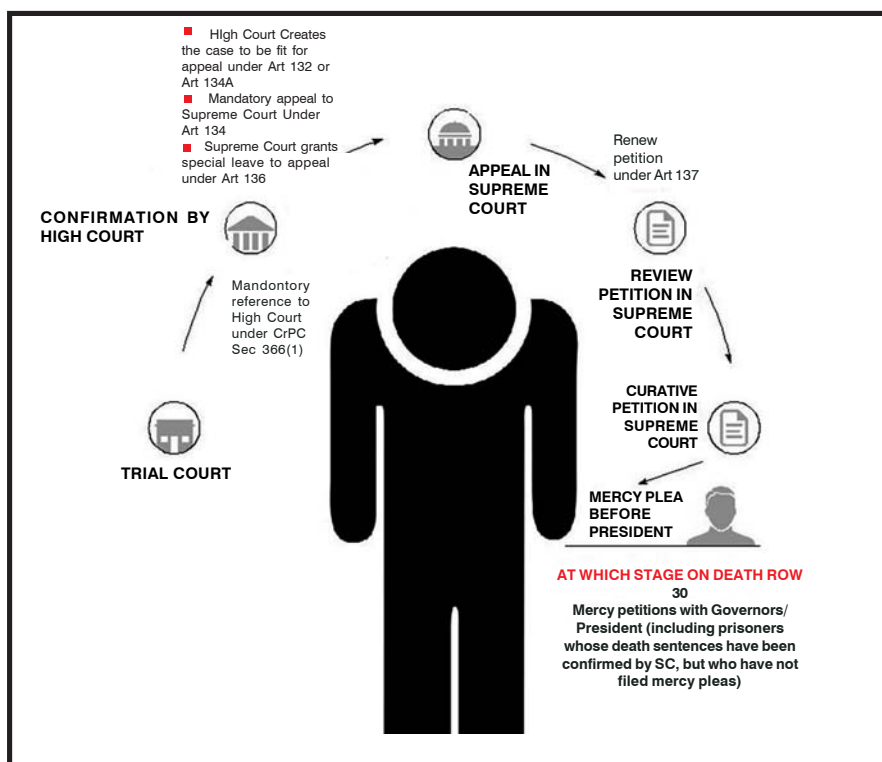 HIgh Court Creates
the case to be fit for
appeal under Art 132 or
Art 134A
Mandatory appeal to
Supreme Court Under
Art 134
Supreme Court grants
special leave to appeal
under Art 136
APPEAL IN
SUPREME
COURT
Renew
petition
under Art 137
CONFIRMATION BY
HIGH COURT
Mandontory
reference to
High Court
under CrPC
Sec 366(1)
REVIEW
PETITION IN
SUPREME
COURT
TRIAL COURT
CURATIVE
PETITION IN
SUPREME
COURT
MERCY PLEA
BEFORE
PRESIDENT
AT WHICH STAGE ON DEATH ROW
30
Mercy petitions with Governors/
President (including prisoners
whose death sentences have been
confirmed by SC, but who have not
filed mercy pleas)